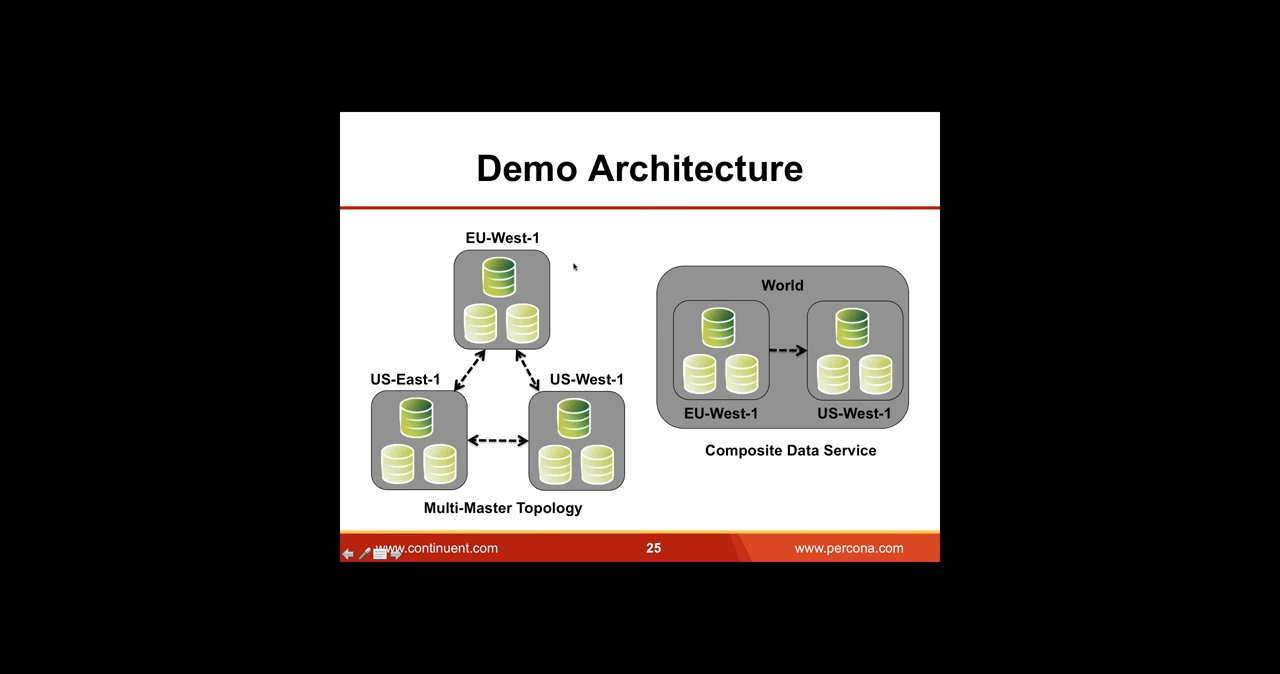 Demo Architecture
EU-West-1
US-East-1
US-West-1
Multi-Master Topology
World
EU-West-1
US-West-1
Composite Data Service
www.continuent.com
25
www.percona.com